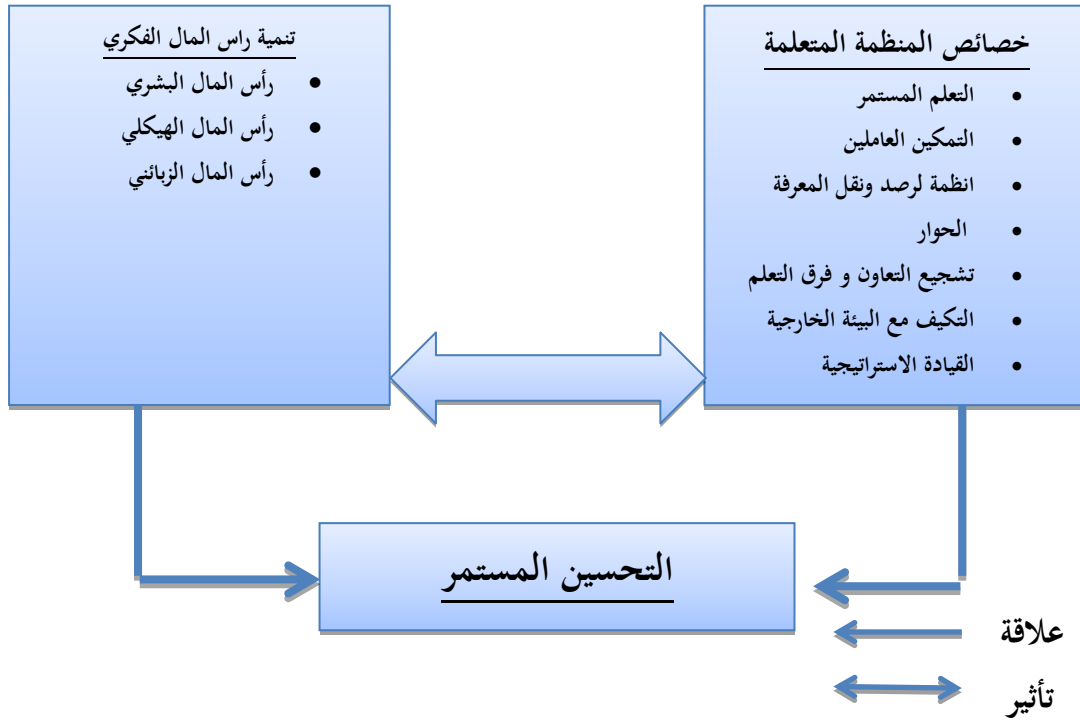 خصائص المنظمة المتعلمة
• التعلم المستمر
• التمكين العاملين
• انظمة لرصد ونقل المعرفة
• الحوار
• تشجيع التعاون و فرق التعلم
• التكيف مع البيئة الخارجية
• القيادة الاستراتيجية
تنمية راس المال الفكري
• رأس المال البشري
• رأس المال الهيكلي
• رأس المال الزبائني
التحسين المستمر
علاقة
تأثير